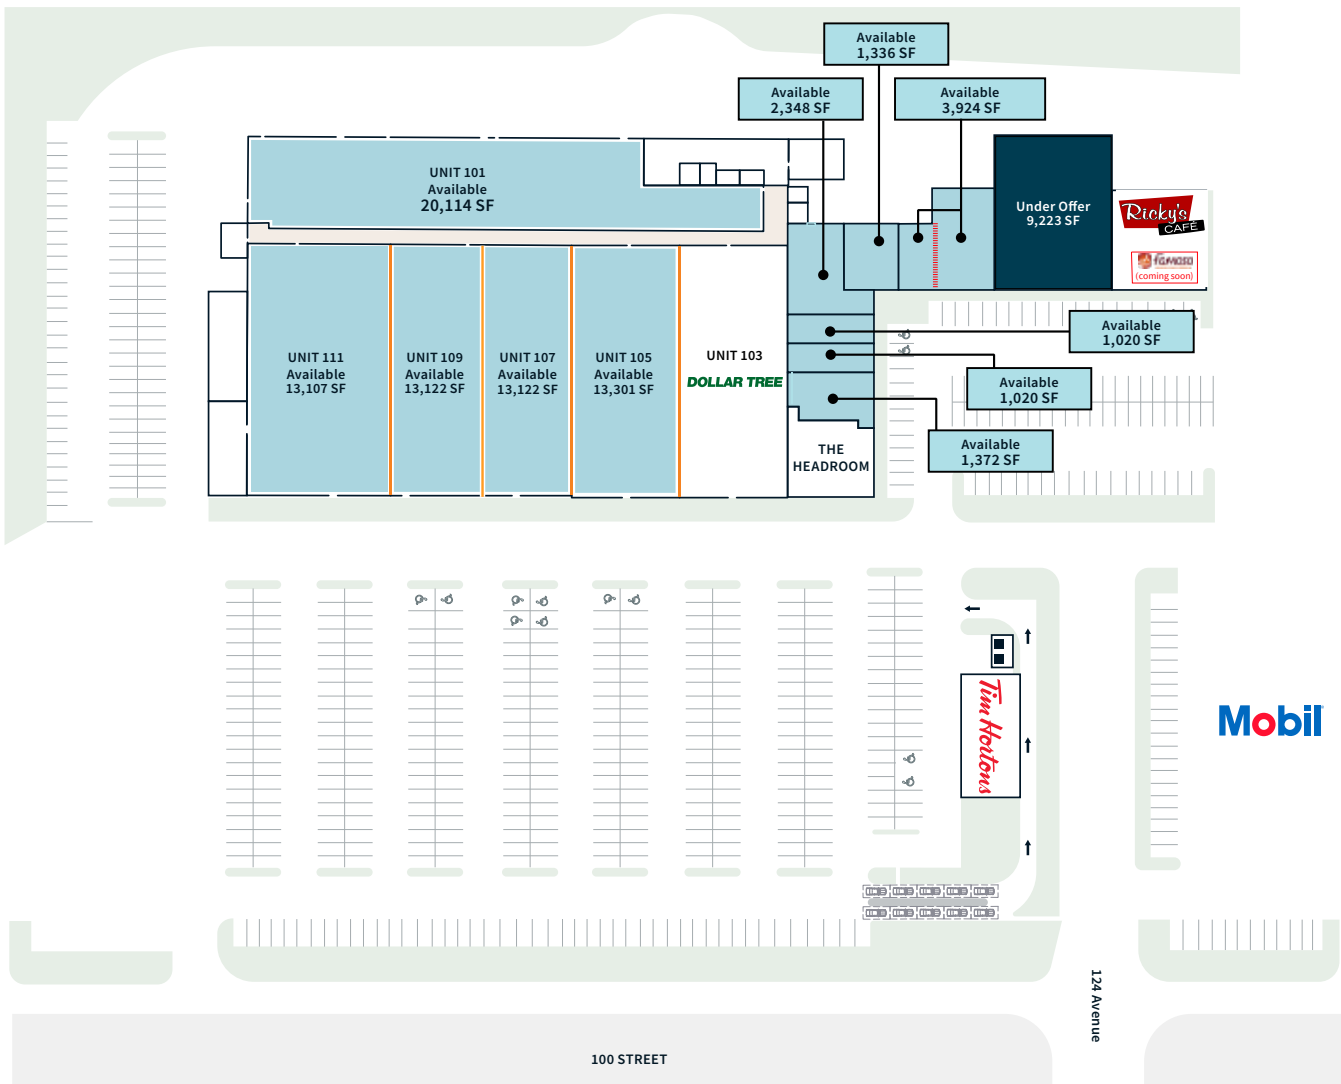 Available
1,336 SF
Available
2,348 SF
Available
3,924 SF
UNIT 101
Available
20,114 SF
Under Offer
9,223 SF
Ricky's
CAFÉ
famoso
(coming soon)
UNIT 111
Available
13,107 SF
UNIT 109
Available
13,122 SF
UNIT 107
Available
13,122 SF
UNIT 105
Available
13,301 SF
UNIT 103
DOLLAR TREE
Available
1,020 SF
Available
1,020 SF
Available
1,372 SF
THE
HEADROOM
Tim Hortons
Mobil
124 Avenue
100 STREET